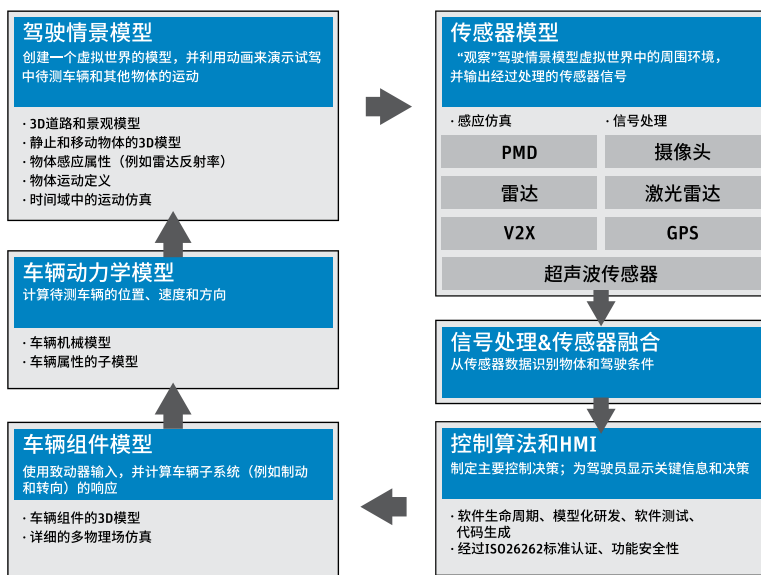 驾驶情景模型
创建一个虚拟世界的模型，并利用动画来演示试驾
中待测车辆和其他物体的运动
· 3D道路和景观模型
· 静止和移动物体的3D模型
· 物体感应属性（例如雷达反射率）
· 物体运动定义
· 时间域中的运动仿真
传感器模型
“观察”驾驶情景模型虚拟世界中的周围环境，
并输出经过处理的传感器信号
· 感应仿真
· 信号处理
PMD
摄像头
雷达
激光雷达
V2X
GPS
超声波传感器
车辆动力学模型
计算待测车辆的位置、速度和方向
· 车辆机械模型
· 车辆属性的子模型
信号处理&传感器融合
从传感器数据识别物体和驾驶条件
车辆组件模型
使用致动器输入，并计算车辆子系统（例如制动
和转向）的响应
· 车辆组件的3D模型
· 详细的多物理场仿真
控制算法和HMI
制定主要控制决策；为驾驶员显示关键信息和决策
· 软件生命周期、模型化研发、软件测试、
代码生成
· 经过ISO26262标准认证、功能安全性